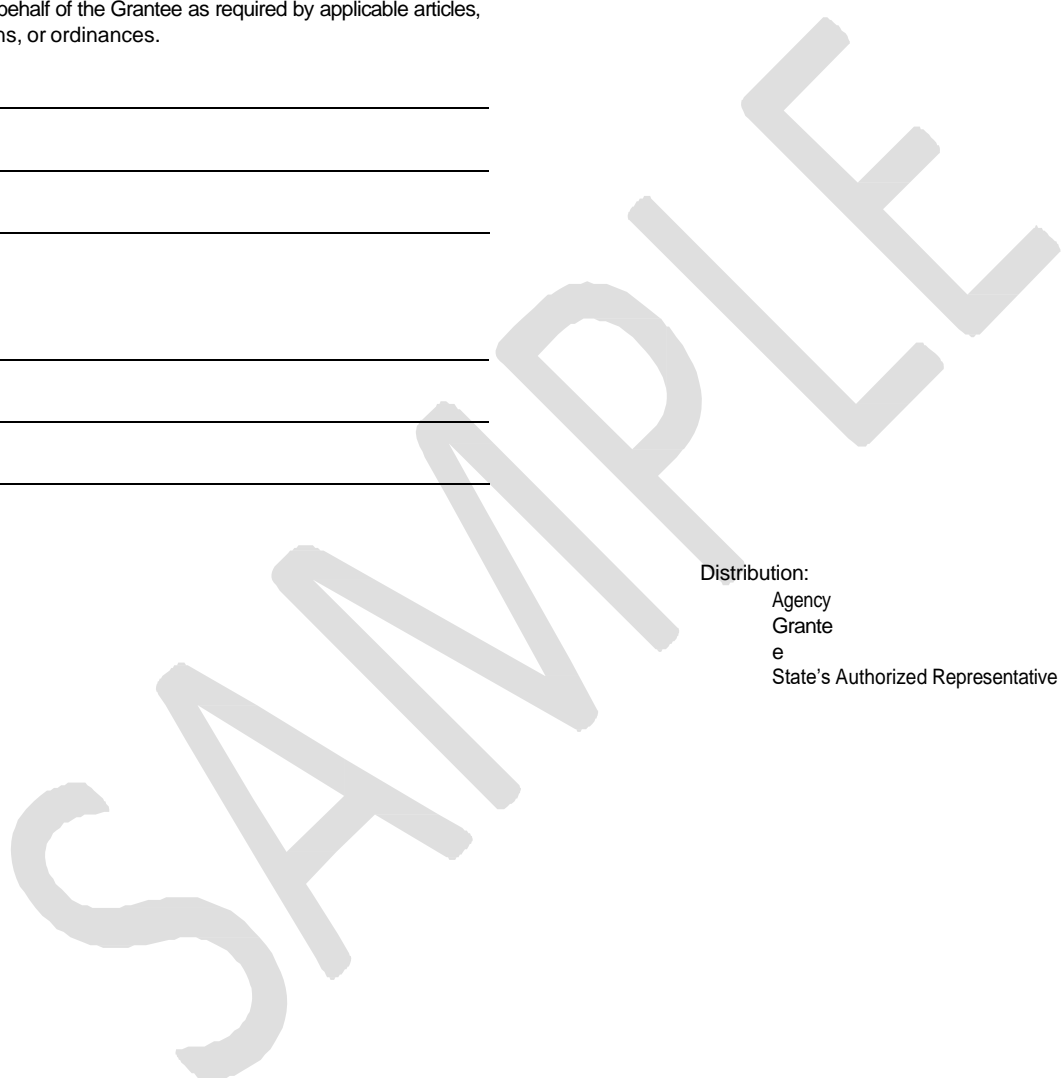 behalf of the Grantee as required by applicable articles,
ns, or ordinances.
Distribution:
Agency
Grante
e
State’s Authorized Representative
SAMPLE